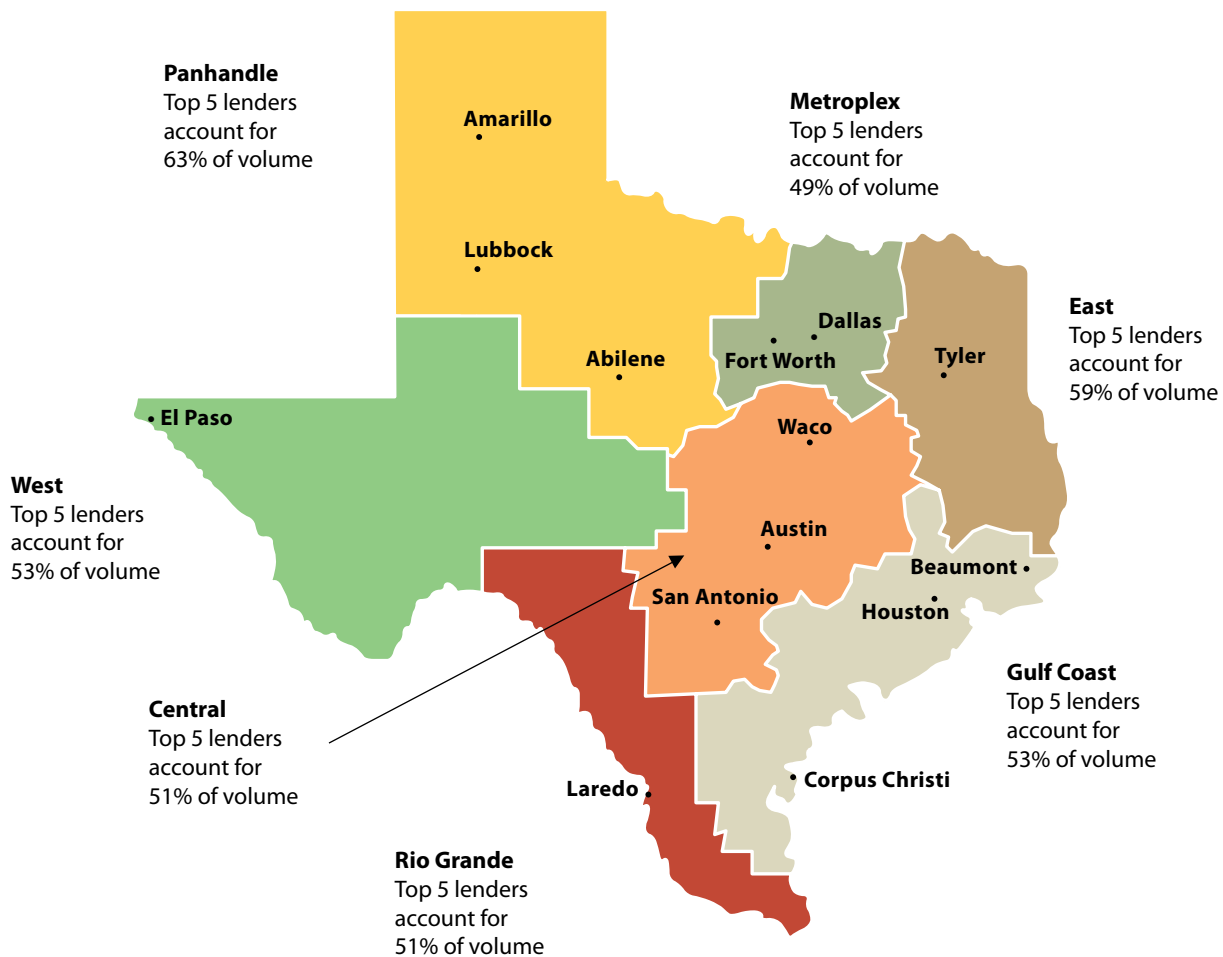 Panhandle
Top 5 lenders
account for
63% of volume
Amarillo
Metroplex
Top 5 lenders
account for
49% of volume
Lubbock
East
Top 5 lenders
account for
59% of volume
Dallas
Fort Worth
Abilene
Tyler
El Paso
Waco
West
Top 5 lenders
account for
53% of volume
Austin
Beaumont
San Antonio
Houston
Gulf Coast
Top 5 lenders
account for
53% of volume
Central
Top 5 lenders
account for
51% of volume
Laredo
Corpus Christi
Rio Grande
Top 5 lenders
account for
51% of volume